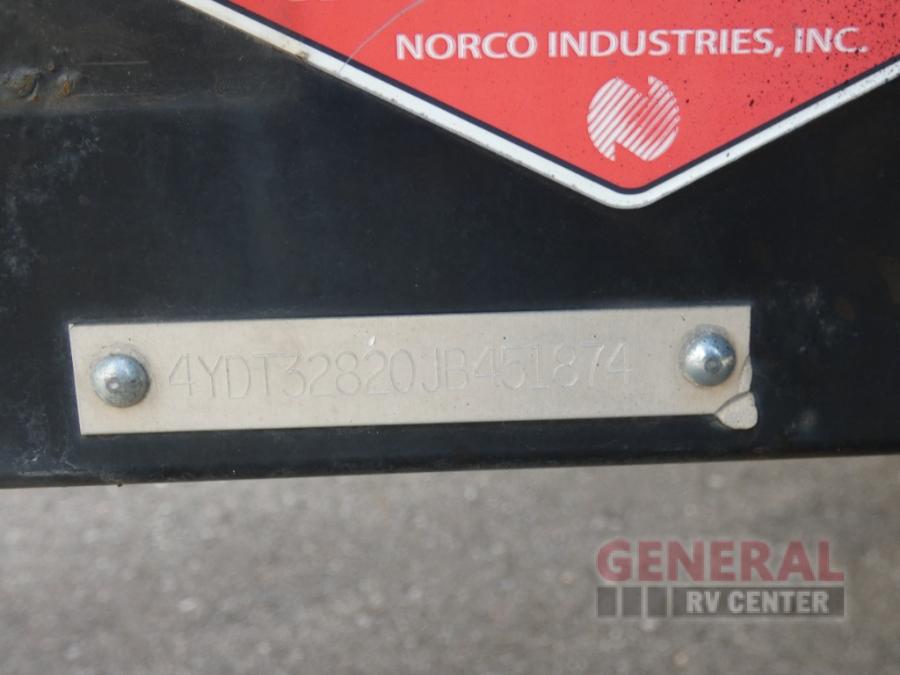 NORCO INDUSTRIES, INC.
4YDT32820JB451874
GENERAL
RV CENTER